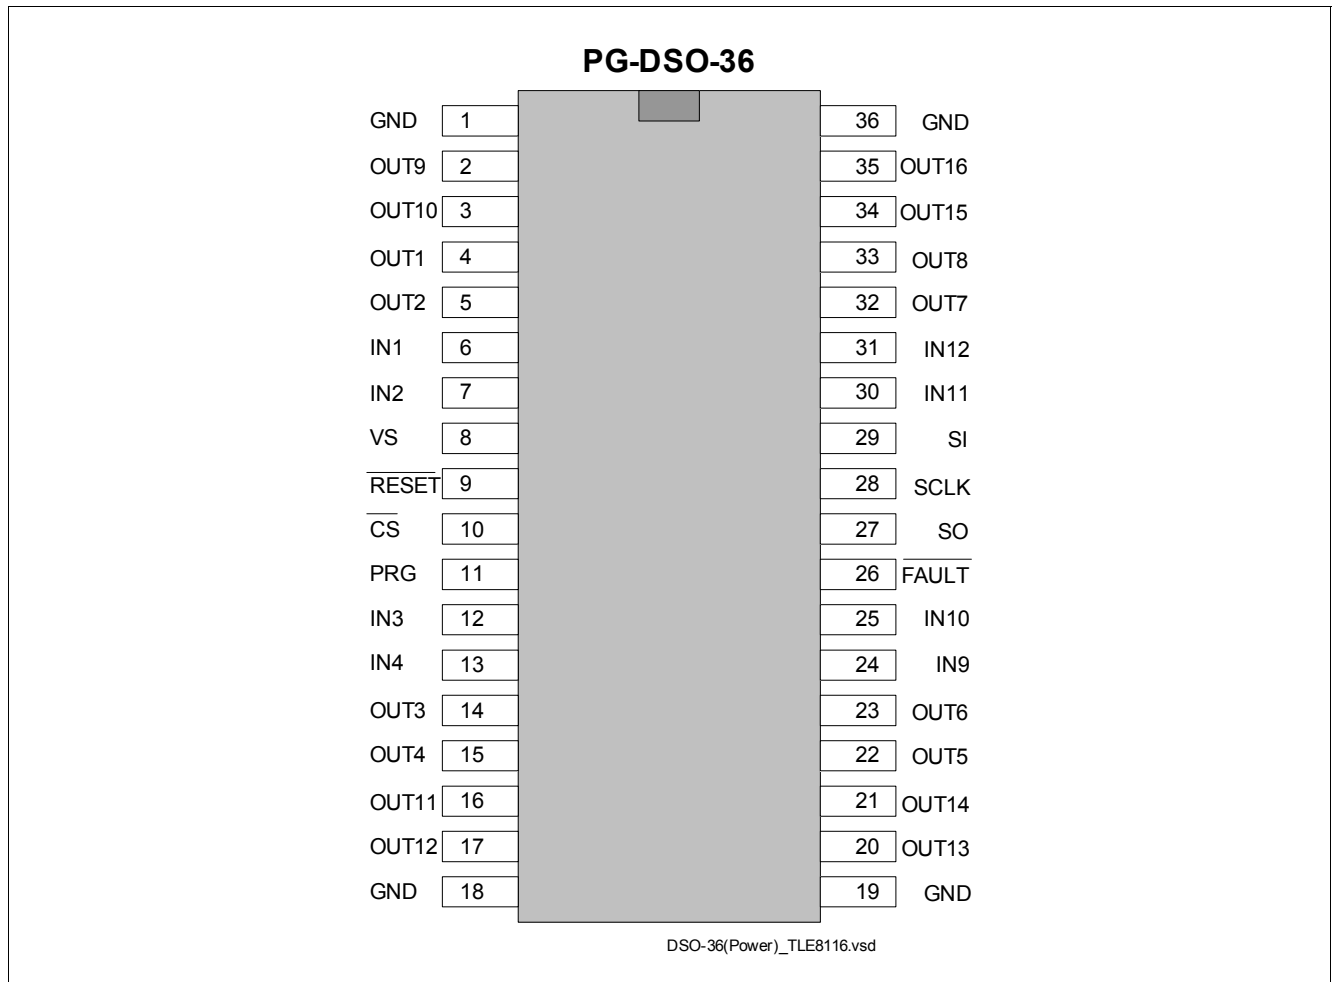 PG-DSO-36
GND 1 36 GND
OUT9 2 35 OUT16
OUT10 3 34 OUT15
OUT1 4 33 OUT8
OUT2 5 32 OUT7
IN1 6 31 IN12
IN2 7 30 IN11
VS 8 29 SI
RESET 9 28 SCLK
CS 10 27 SO
PRG 11 26 FAULT
IN3 12 25 IN10
IN4 13 24 IN9
OUT3 14 23 OUT6
OUT4 15 22 OUT5
OUT11 16 21 OUT14
OUT12 17 20 OUT13
GND 18 19 GND
DSO-36(Power)_TLE8116.vsd